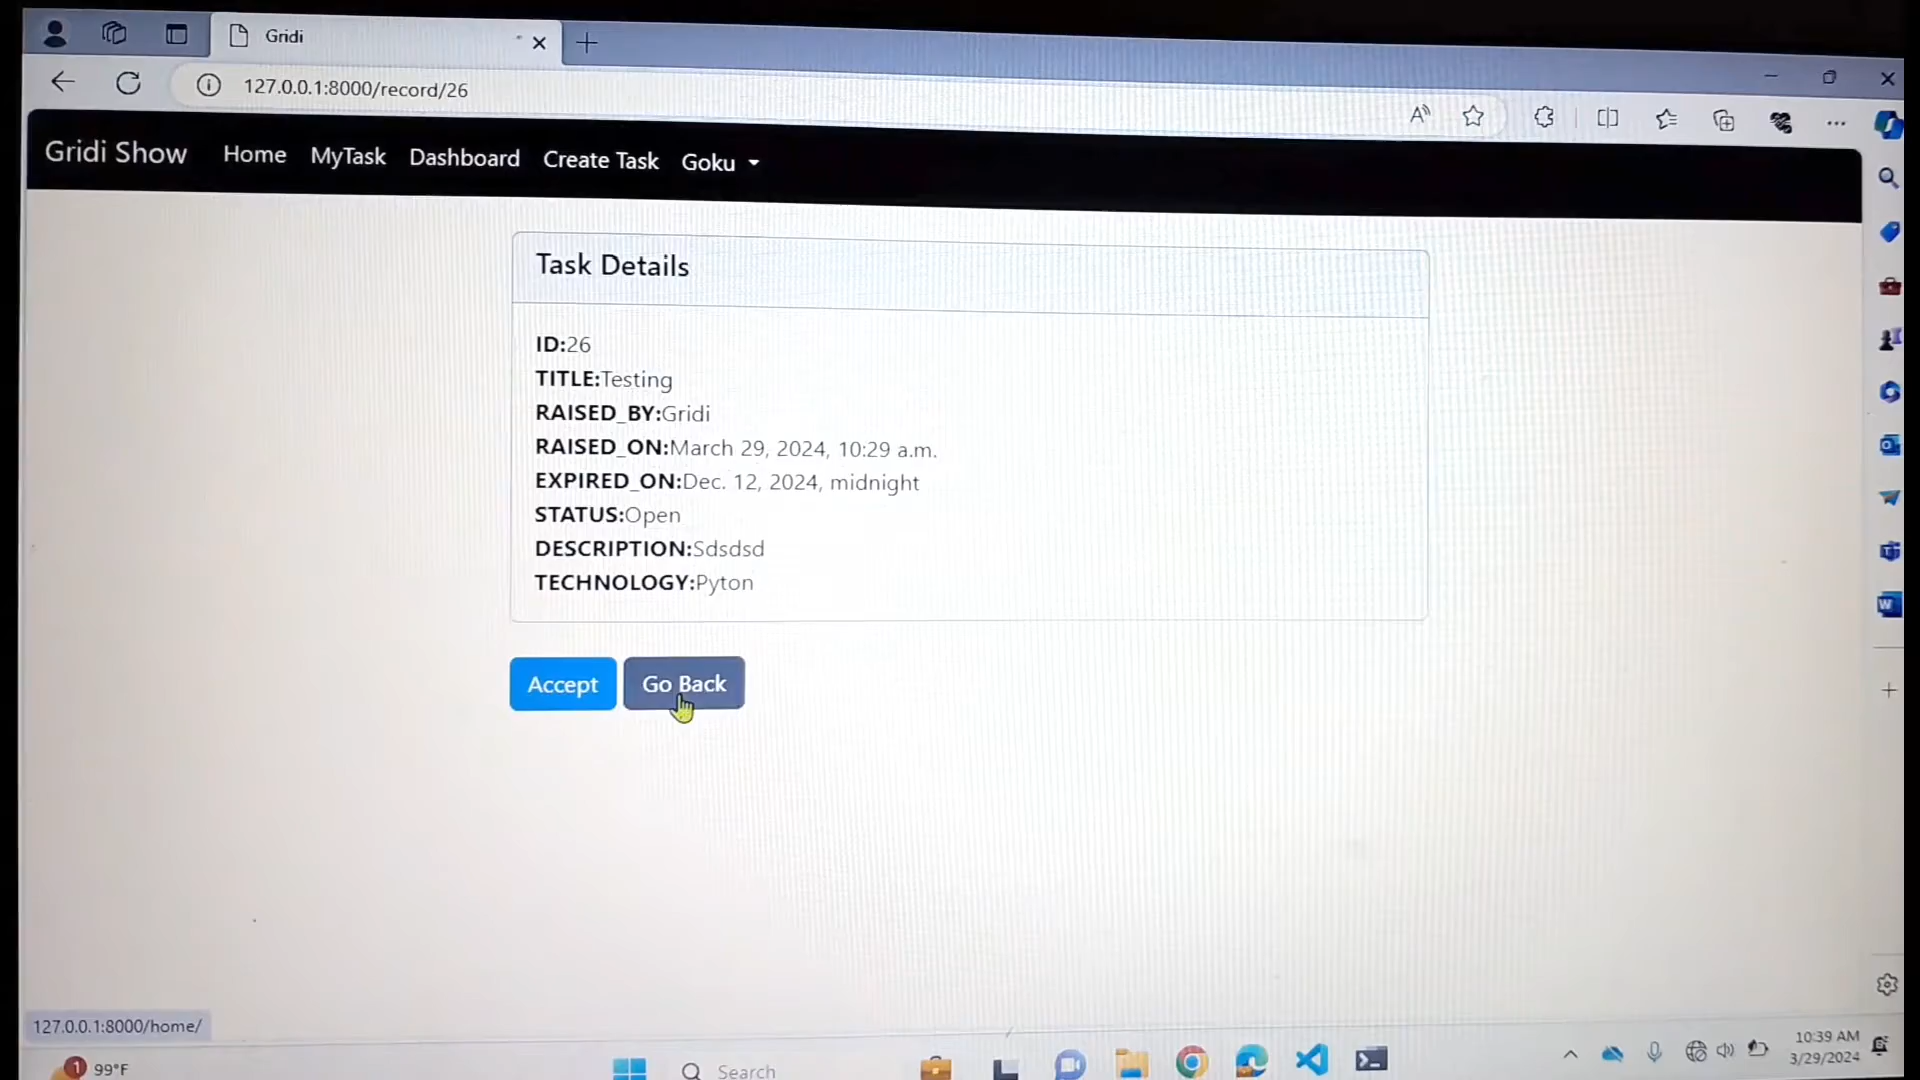 Gridi
127.0.0.1:8000/record/26
Gridi Show Home MyTask Dashboard Create Task Goku
Task Details
ID:26
TITLE:Testing
RAISED_BY:Gridi
RAISED_ON:March 29, 2024, 10:29 a.m.
EXPIRED_ON:Dec. 12, 2024, midnight
STATUS:Open
DESCRIPTION:Sdsdsd
TECHNOLOGY:Pyton
Accept Go Back
127.0.0.1:8000/home/
1 99°F Search
10:39 AM
3/29/2024